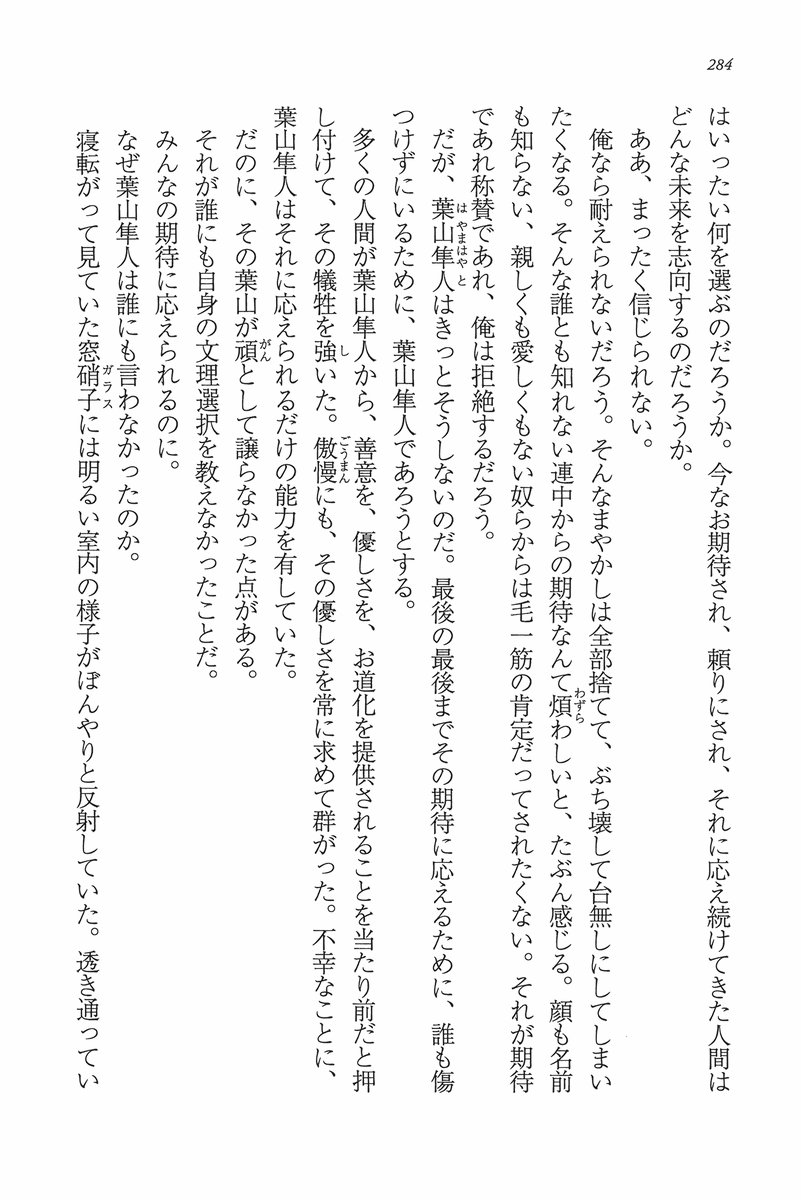 284
はいったい何を選ぶのだろうか。今なお期待され、頼りにされ、それに応え続けてきた人間は
どんな未来を志向するのだろうか。
ああ、まったく信じられない。
俺なら耐えられないだろう。そんなまやかしは全部捨てて、ぶち壊して台無しにしてしまい
たくなる。そんな誰とも知れない連中からの期待なんて煩わしいと、たぶん感じる。顔も名前
も知らない、親しくも愛しくもない奴らからは毛一筋の肯定だってされたくない。それが期待
であれ称賛であれ、俺は拒絶するだろう。
だが、葉山隼人はきっとそうしないのだ。最後の最後までその期待に応えるために、誰も傷
つけずにいるために、葉山隼人であろうとする。
多くの人間が葉山隼人から、善意を、優しさを、お道化を提供されることを当たり前だと押
し付けて、その犠牲を強いた。傲慢にも、その優しさを常に求めて群がった。不幸なことに、
葉山隼人はそれに応えられるだけの能力を有していた。
だのに、その葉山が頑として譲らなかった点がある。
それが誰にも自身の文理選択を教えなかったことだ。
みんなの期待に応えられるのに。
なぜ葉山隼人は誰にも言わなかったのか。
寝転がって見ていた窓硝子には明るい室内の様子がぼんやりと反射していた。透き通ってい